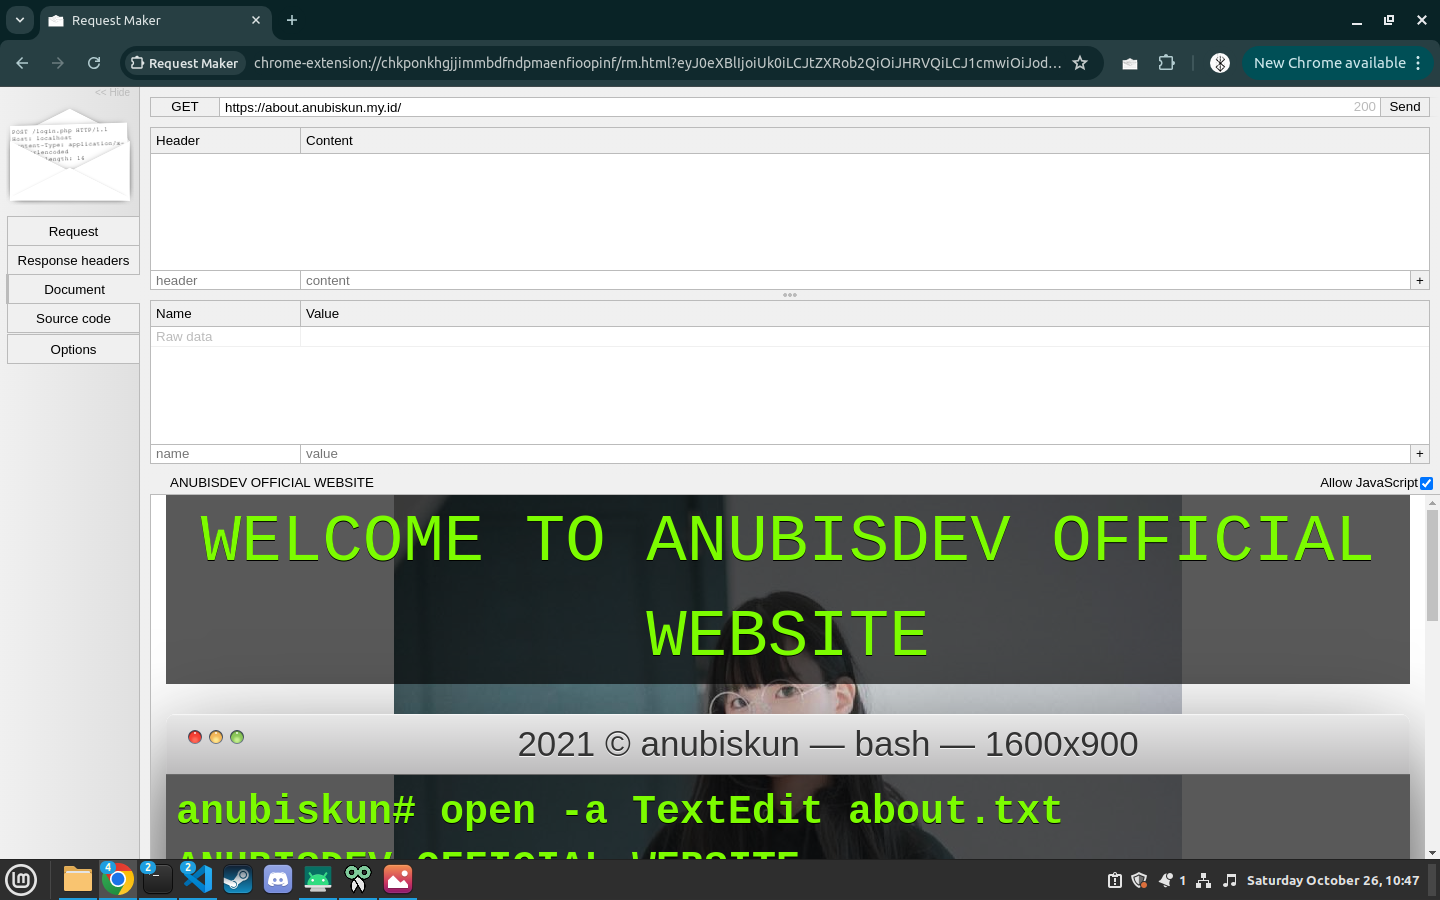 Request Maker
Request Maker
chrome-extension://chkponkhgjjimmbdfndpmaenfioopinf/rm.html?eyJ0eXBlIjoiUk0iLCJtZXRob2QiOiJHRVQiLCJ1cmwiOiJod...
New Chrome available
<< Hide
POST /login.php HTTP/1.1
Host: localhost
Content-Type: application/x-
urlencoded
length: 16
GET
https://about.anubiskun.my.id/
200
Send
Header
Content
header
content
+
Request
Response headers
Document
Source code
Options
Name
Value
Raw data
name
value
+
ANUBISDEV OFFICIAL WEBSITE
Allow JavaScript
WELCOME TO ANUBISDEV OFFICIAL
WEBSITE
2021 © anubiskun — bash — 1600x900
anubiskun# open -a TextEdit about.txt
ANUBISDEV OFFICIAL WEBSITE
4
2
2
1
Saturday October 26, 10:47